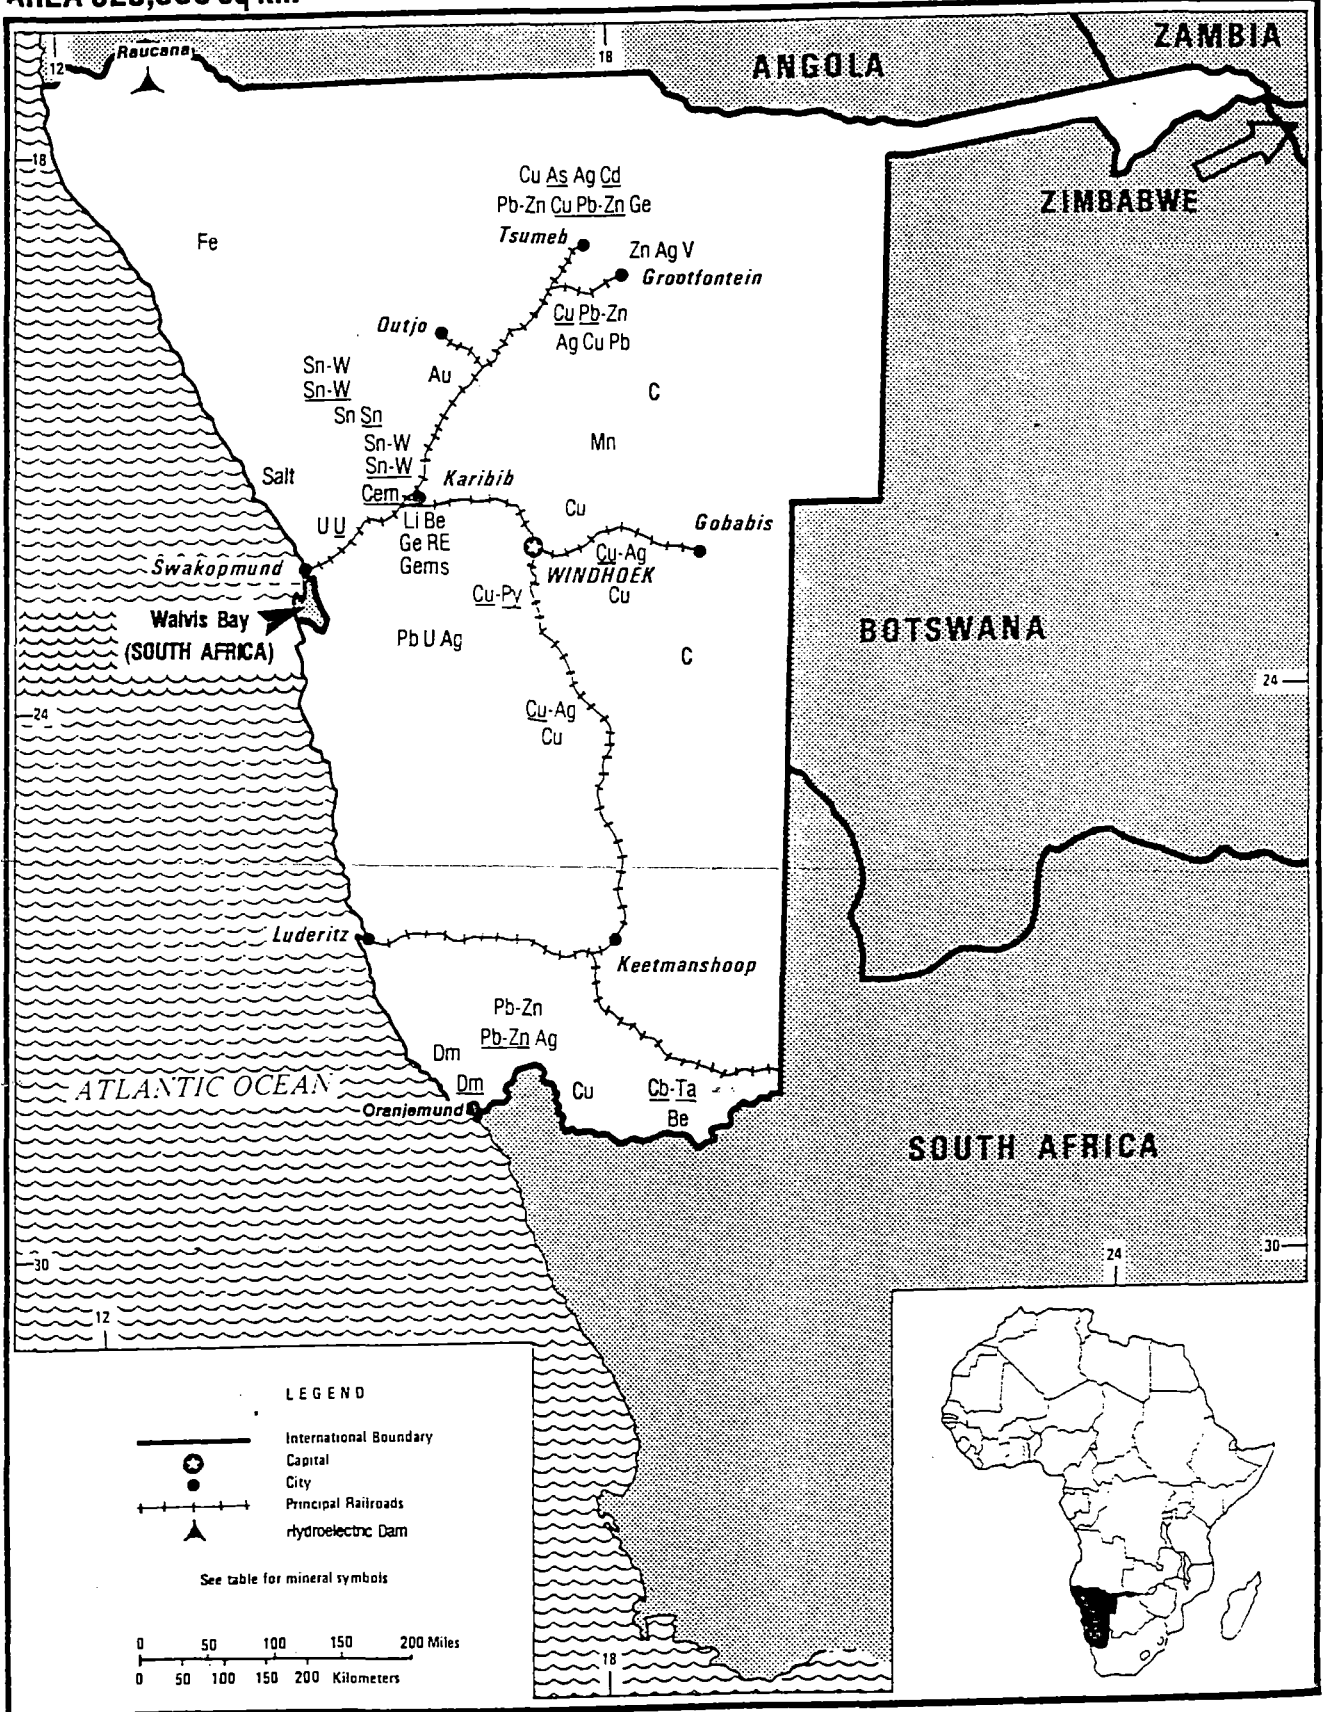 12
Raucana
18
ANGOLA
ZAMBIA
18
ZIMBABWE
Cu As Ag Cd
Pb-Zn Cu Pb-Zn Ge
Tsumeb
Fe
Zn Ag V
Grootfontein
Cu Pb-Zn
Ag Cu Pb
Outjo
Sn-W
Sn-W
Au
C
Sn Sn
Sn-W
Sn-W
Mn
Salt
Karibib
Cem
Cu
U U
Li Be
Ge RE
Gems
Gobabis
Cu-Ag
Swakopmund
WINDHOEK
Cu
Cu-Py
Walvis Bay
(SOUTH AFRICA)
Pb U Ag
C
BOTSWANA
24
24
Cu-Ag
Cu
Luderitz
Keetmanshoop
Pb-Zn
Pb-Zn Ag
Dm
Dm
ATLANTIC OCEAN
Oranjemund
Cu
Cb-Ta
Be
SOUTH AFRICA
30
24
30
12
LEGEND
International Boundary
Capital
City
Principal Railroads
Hydroelectric Dam
See table for mineral symbols
0 50 100 150 200 Miles
0 50 100 150 200 Kilometers
18